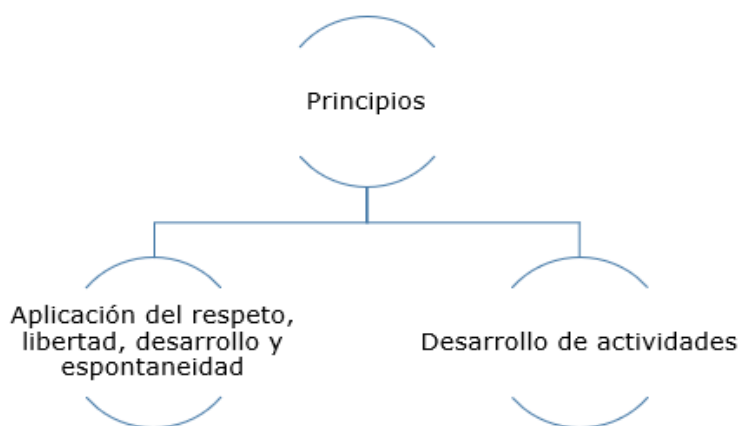 Principios
Aplicación del respeto,
libertad, desarrollo y
espontaneidad
Desarrollo de actividades